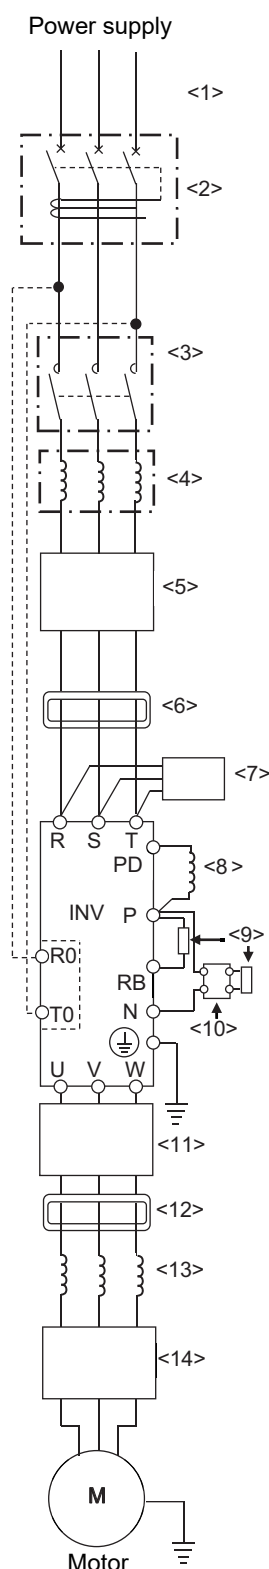 Power supply
<1>
<2>
<3>
<4>
<5>
<6>
<7>
R S T
PD <8>
INV P
<9>
R0
RB
T0 N
<10>
U V W
<11>
<12>
<13>
<14>
M
Motor